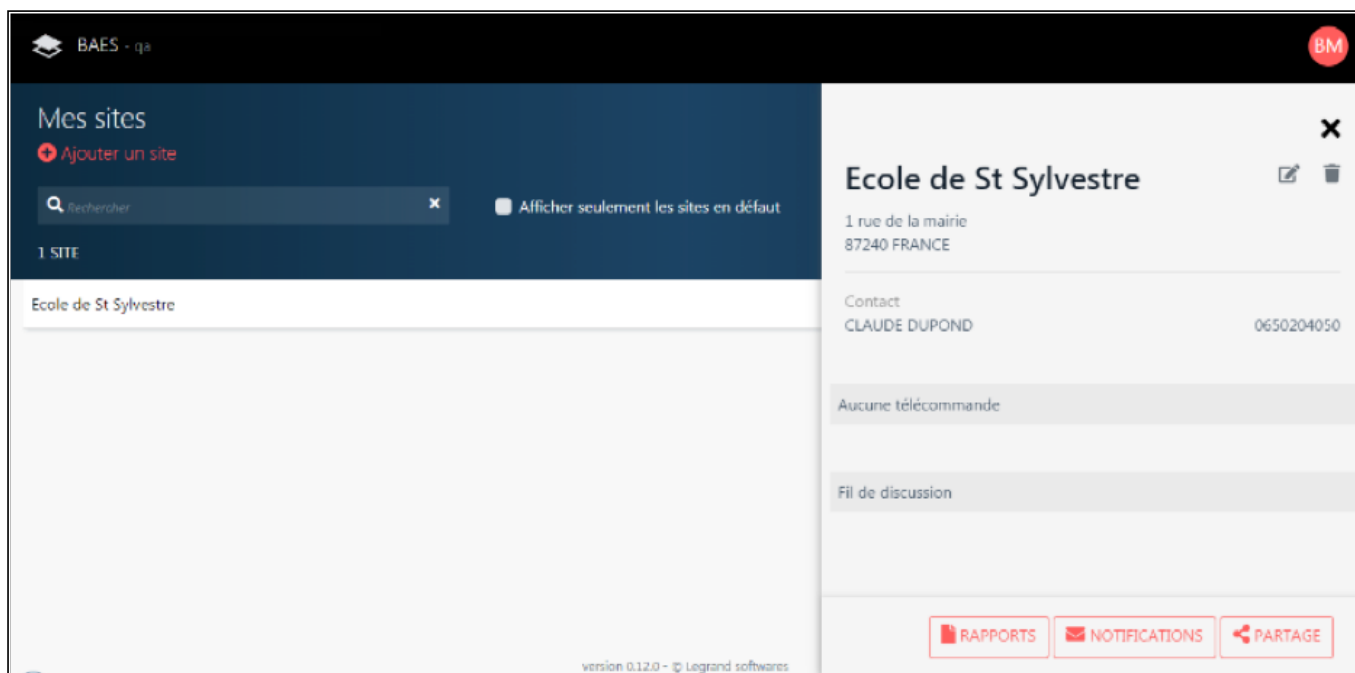 BAES - qa
BM
Mes sites
Ajouter un site
Rechercher
Afficher seulement les sites en défaut
1 SITE
Ecole de St Sylvestre
Ecole de St Sylvestre
1 rue de la mairie
87240 FRANCE
Contact
CLAUDE DUPOND 0650204050
Aucune télécommande
Fil de discussion
RAPPORTS NOTIFICATIONS PARTAGE
version 0.12.0 - © Legrand softwares